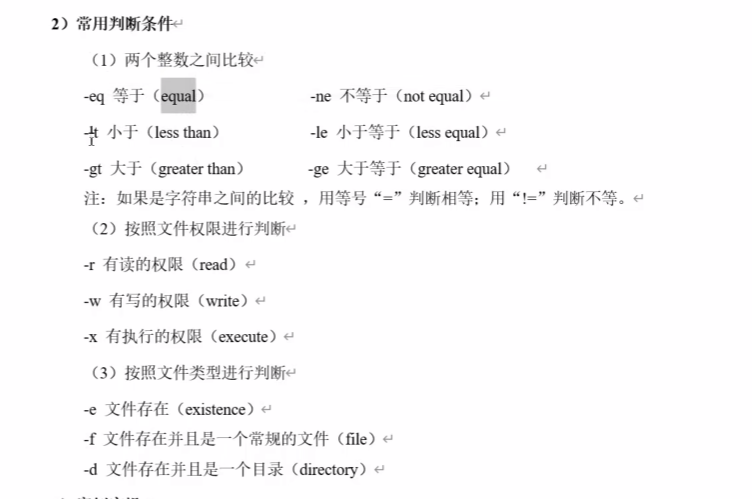 2）常用判断条件
（1）两个整数之间比较
-eq 等于（equal） -ne 不等于（not equal）
-lt 小于（less than） -le 小于等于（less equal）
-gt 大于（greater than） -ge 大于等于（greater equal）
注：如果是字符串之间的比较 ，用等号“=”判断相等；用“!=”判断不等。
（2）按照文件权限进行判断
-r 有读的权限（read）
-w 有写的权限（write）
-x 有执行的权限（execute）
（3）按照文件类型进行判断
-e 文件存在（existence）
-f 文件存在并且是一个常规的文件（file）
-d 文件存在并且是一个目录（directory）